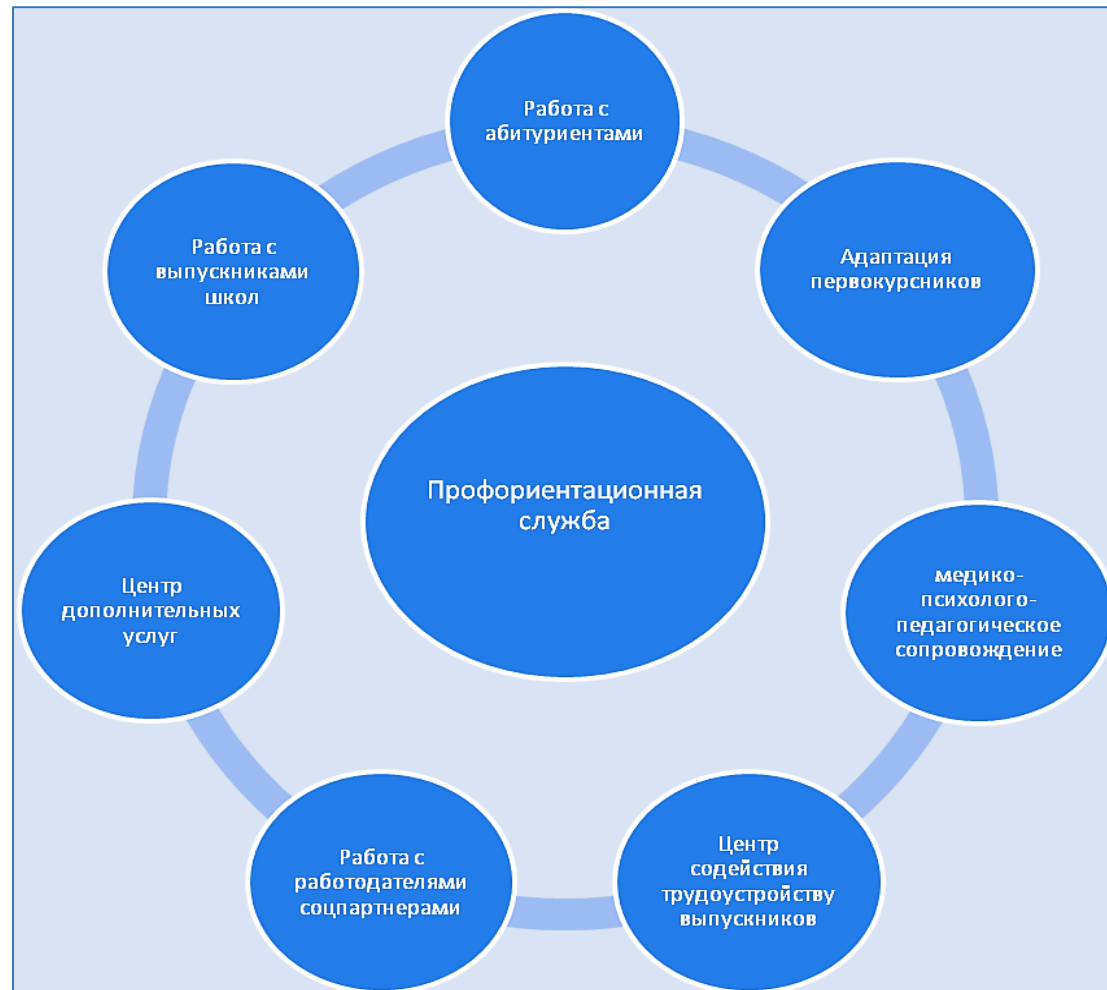 Работа с
абитуриентами
Адаптация
первокурсников
медико-
психолого-
педагогическое
сопровождение
Центр
содействия
трудоустройству
выпускников
Работа с
работодателями
соцпартнерами
Центр
дополнительных
услуг
Работа с
выпускниками
школ
Профориентационная
служба